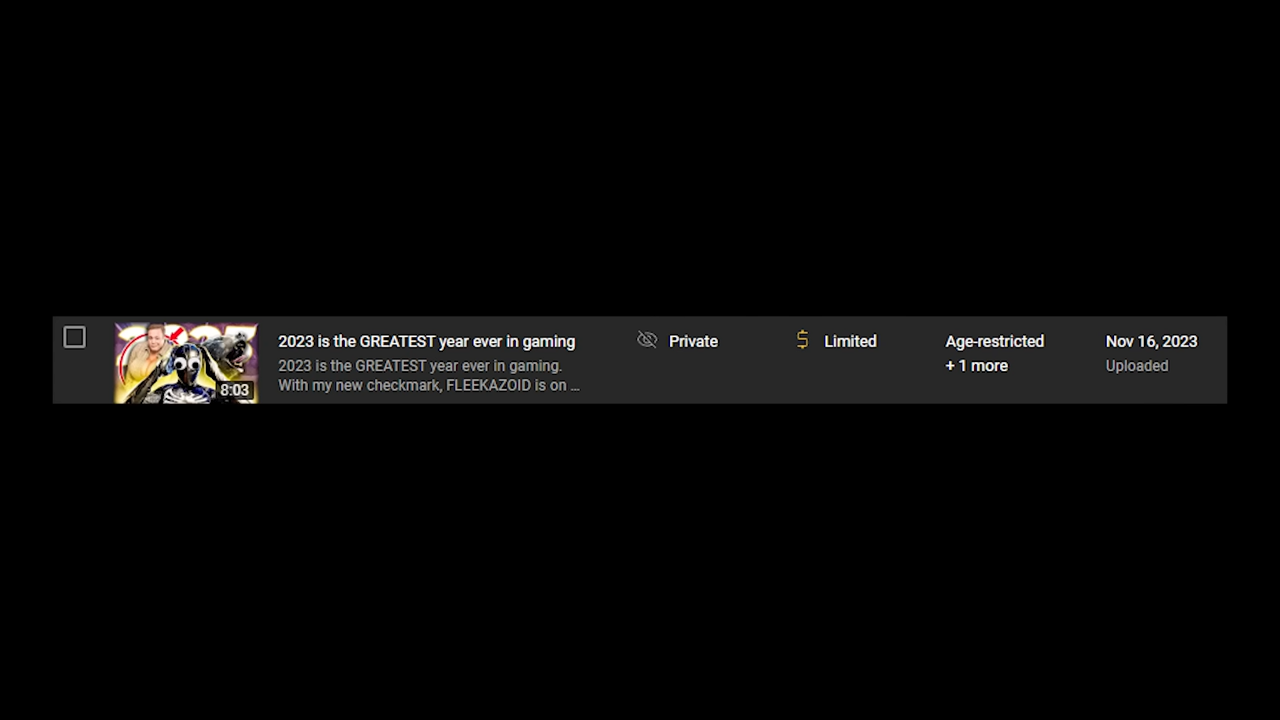 2023 is the GREATEST year ever in gaming
2023 is the GREATEST year ever in gaming.
With my new checkmark, FLEEKAZOID is on ...
8:03
Private
$ Limited
Age-restricted
+ 1 more
Nov 16, 2023
Uploaded